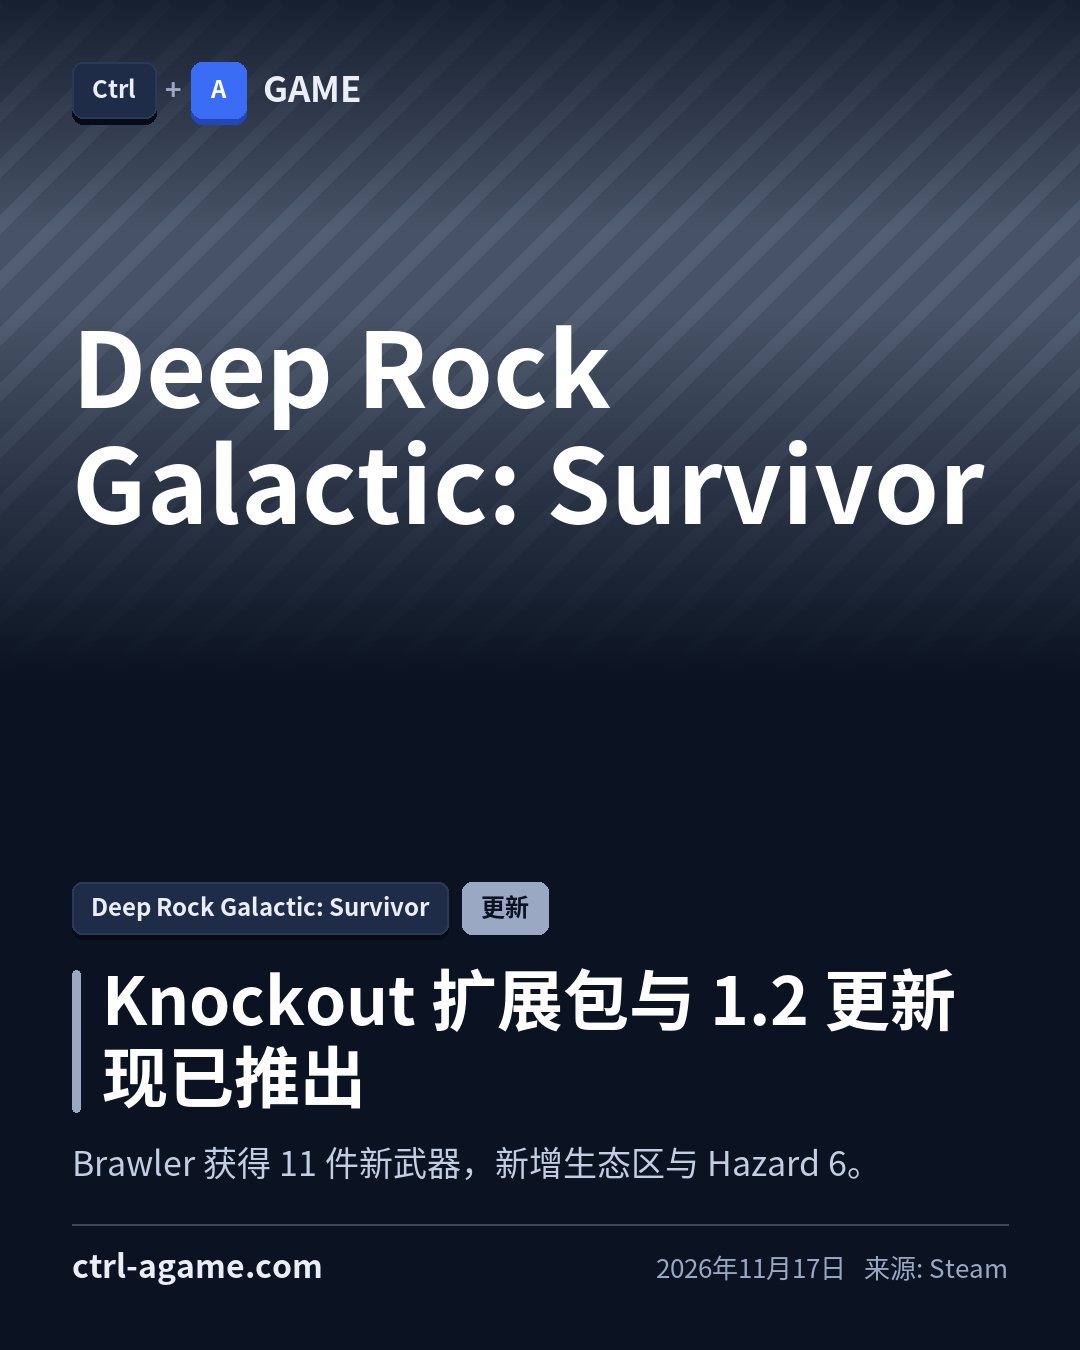 Ctrl + A GAME
Deep Rock
Galactic: Survivor
Deep Rock Galactic: Survivor 更新
Knockout 扩展包与 1.2 更新
现已推出
Brawler 获得 11 件新武器，新增生态区与 Hazard 6。
ctrl-agame.com 2026年11月17日 来源: Steam